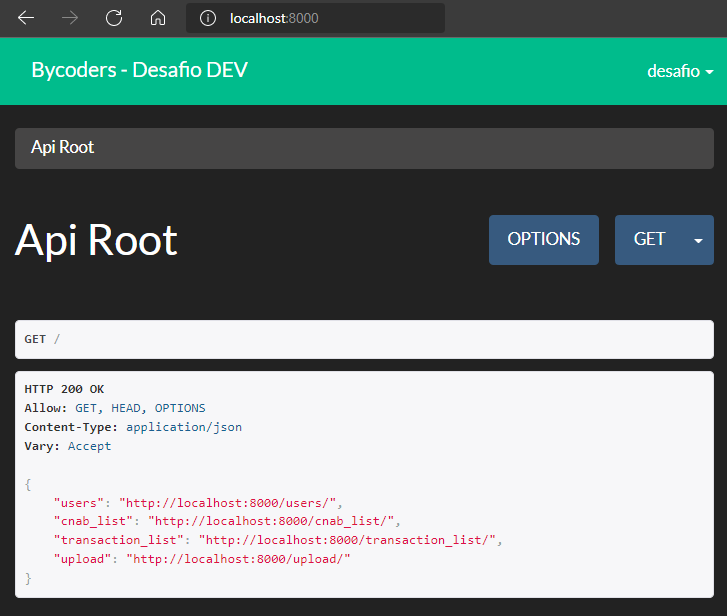 localhost:8000
Bycoders - Desafio DEV
desafio
Api Root
Api Root
OPTIONS
GET
GET /
HTTP 200 OK
Allow: GET, HEAD, OPTIONS
Content-Type: application/json
Vary: Accept
{
    "users": "http://localhost:8000/users/",
    "cnab_list": "http://localhost:8000/cnab_list/",
    "transaction_list": "http://localhost:8000/transaction_list/",
    "upload": "http://localhost:8000/upload/"
}